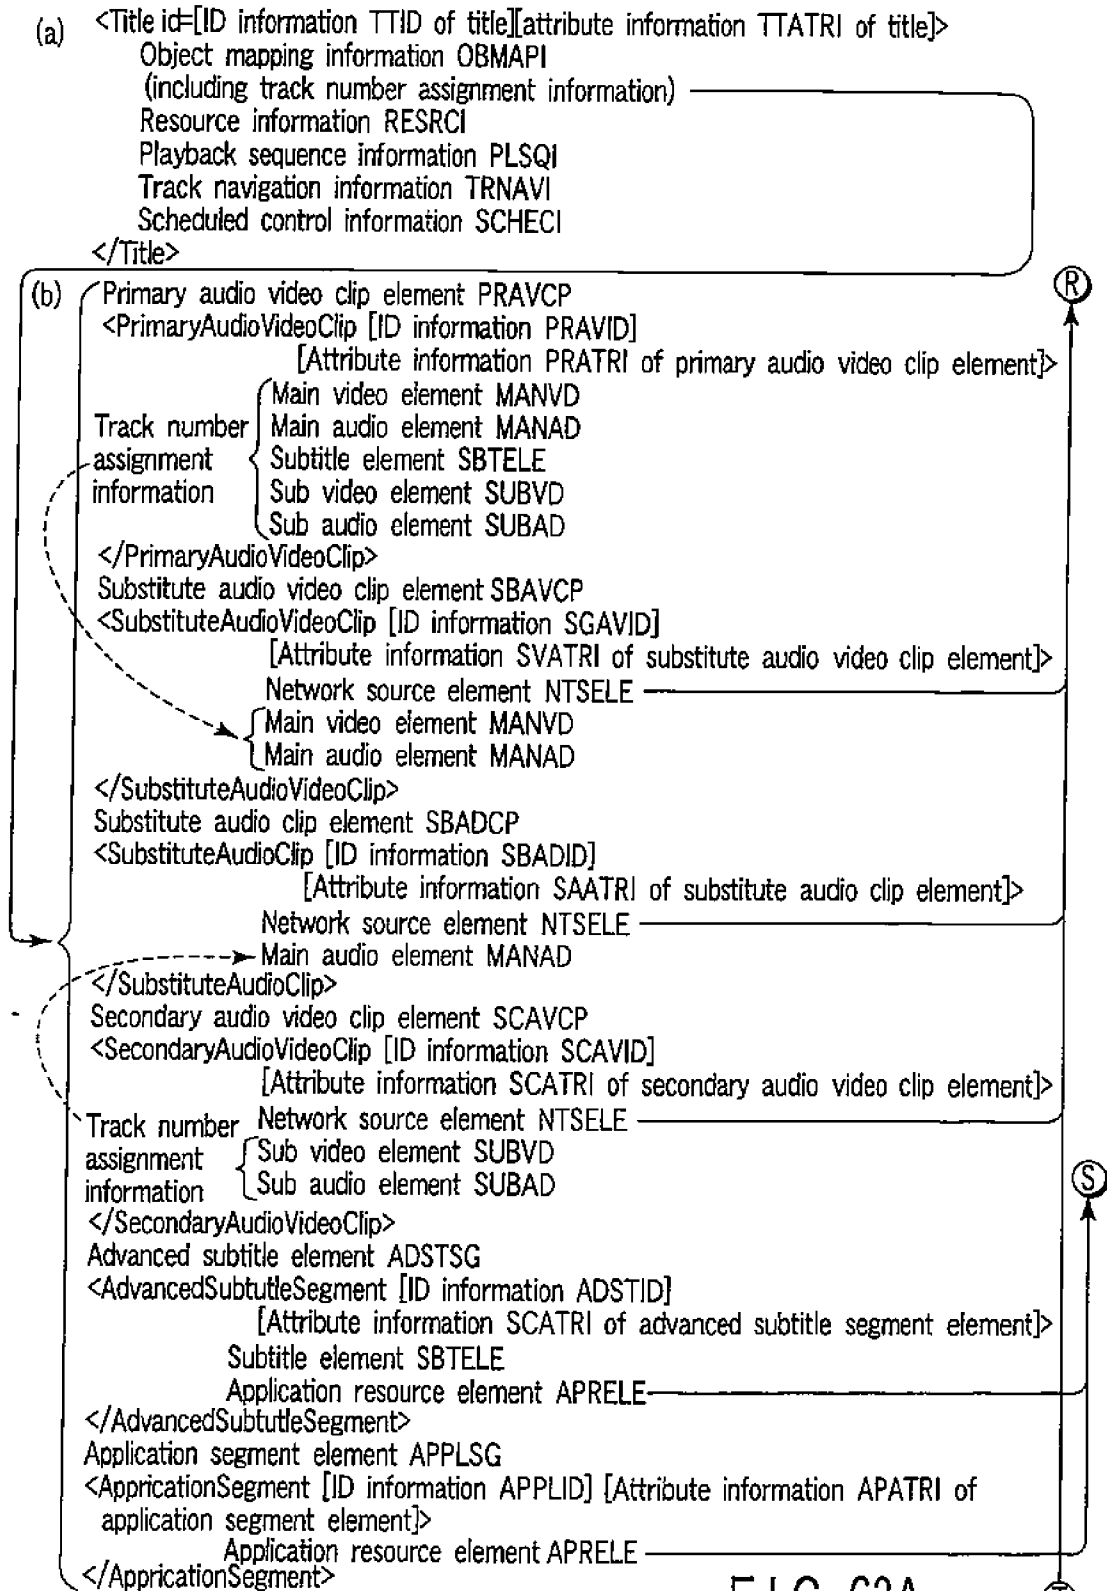 (a) <Title id=[ID information TTID of title][attribute information TTATRI of title]>
Object mapping information OBMAPI
(including track number assignment information)
Resource information RESRCI
Playback sequence information PLSQI
Track navigation information TRNAVI
Scheduled control information SCHECI
</Title>
R
(b) Primary audio video clip element PRAVCP
<PrimaryAudioVideoClip [ID information PRAVID]
[Attribute information PRATRI of primary audio video clip element]>
Main video element MANVD
Track number Main audio element MANAD
assignment Subtitle element SBTELE
information Sub video element SUBVD
Sub audio element SUBAD
</PrimaryAudioVideoClip>
Substitute audio video clip element SBAVCP
<SubstituteAudioVideoClip [ID information SGAVID]
[Attribute information SVATRI of substitute audio video clip element]>
Network source element NTSELE
Main video element MANVD
Main audio element MANAD
</SubstituteAudioVideoClip>
Substitute audio clip element SBADCP
<SubstituteAudioClip [ID information SBADID]
[Attribute information SAATRI of substitute audio clip element]>
Network source element NTSELE
Main audio element MANAD
</SubstituteAudioClip>
Secondary audio video clip element SCAVCP
<SecondaryAudioVideoClip [ID information SCAVID]
[Attribute information SCATRI of secondary audio video clip element]>
Track number Network source element NTSELE
assignment Sub video element SUBVD
information Sub audio element SUBAD
S
</SecondaryAudioVideoClip>
Advanced subtitle element ADSTSG
<AdvancedSubtutleSegment [ID information ADSTID]
[Attribute information SCATRI of advanced subtitle segment element]>
Subtitle element SBTELE
Application resource element APRELE
</AdvancedSubtutleSegment>
Application segment element APPLSG
<AppricationSegment [ID information APPLID] [Attribute information APATRI of
application segment element]>
Application resource element APRELE
</AppricationSegment>